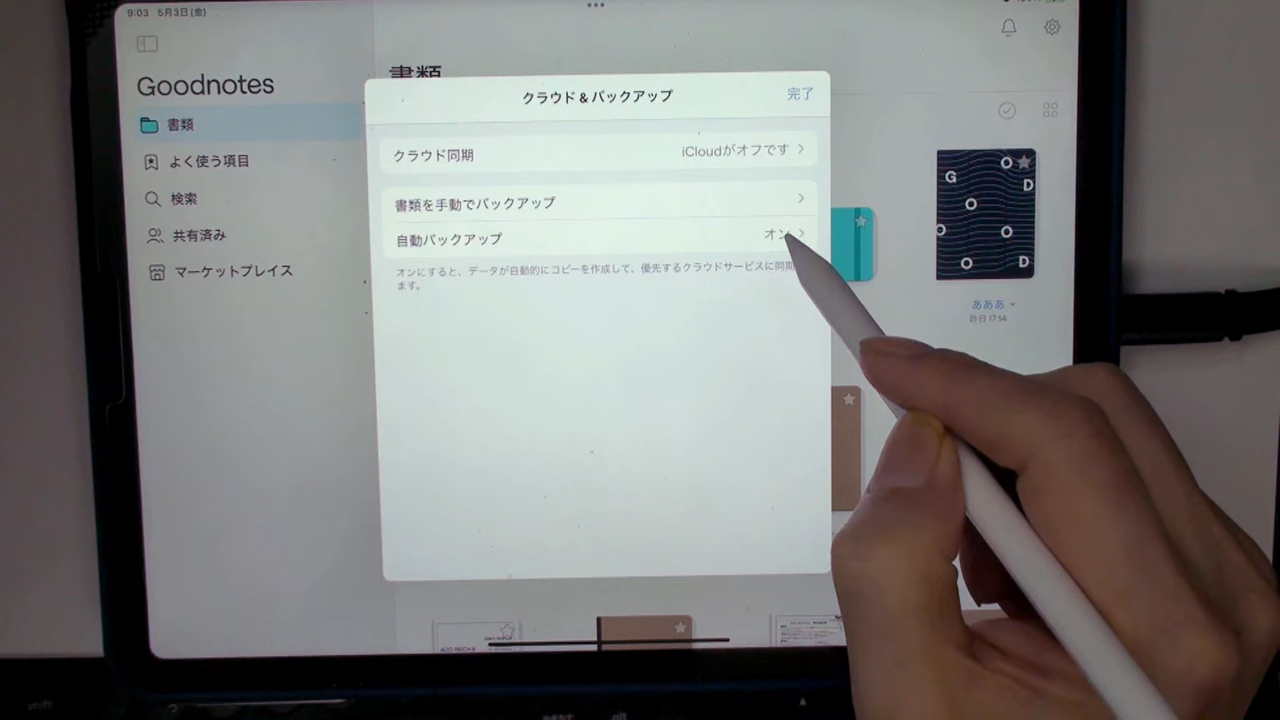 9:03 5月3日(金)
Goodnotes
書類
書類
よく使う項目
検索
共有済み
マーケットプレイス
クラウド&バックアップ
完了
クラウド同期
iCloudがオフです
書類を手動でバックアップ
自動バックアップ
オン
オンにすると、データが自動的にコピーを作成して、優先するクラウドサービスに同期
ます。
G
O
O
D
O
O
O
D
あああ
昨日 17:14